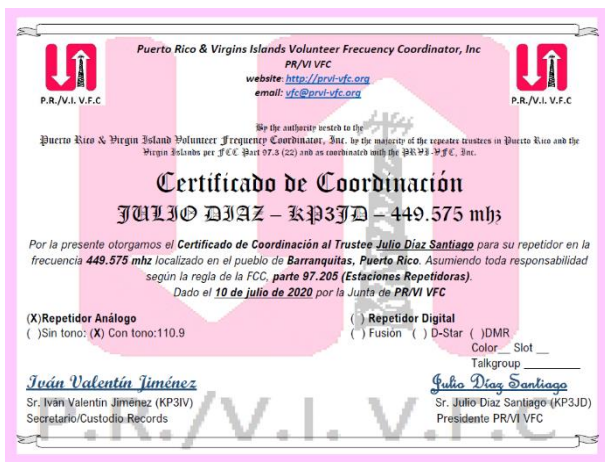 Puerto Rico & Virgins Islands Volunteer Frecuency Coordinator, Inc
PR/VI VFC
website: http://prvi-vfc.org
email: vfc@prvi-vfc.org
P.R./V.I. V.F.C
P.R./V.I. V.F.C
By the authority vested to the
Puerto Rico & Virgin Island Volunteer Frequency Coordinator, Inc. by the majority of the repeater trustees in Puerto Rico and the
Virgin Islands per FCC Part 97.3 (22) and as coordinated with the PRVI-VFC, Inc.
Certificado de Coordinación
JULIO DIAZ – KP3JD – 449.575 mhz
Por la presente otorgamos el Certificado de Coordinación al Trustee Julio Díaz Santiago para su repetidor en la
frecuencia 449.575 mhz localizado en el pueblo de Barranquitas, Puerto Rico. Asumiendo toda responsabilidad
según la regla de la FCC, parte 97.205 (Estaciones Repetidoras).
Dado el 10 de julio de 2020 por la Junta de PR/VI VFC
(X)Repetidor Análogo
( )Sin tono: (X) Con tono:110.9
( ) Repetidor Digital
( ) Fusión ( ) D-Star ( )DMR
Color__ Slot __
Talkgroup ________
Iván Valentín Jiménez
Sr. Iván Valentín Jiménez (KP3IV)
Secretario/Custodio Records
Julio Díaz Santiago
Sr. Julio Díaz Santiago (KP3JD)
Presidente PR/VI VFC
P.R./V.I. V.F.C